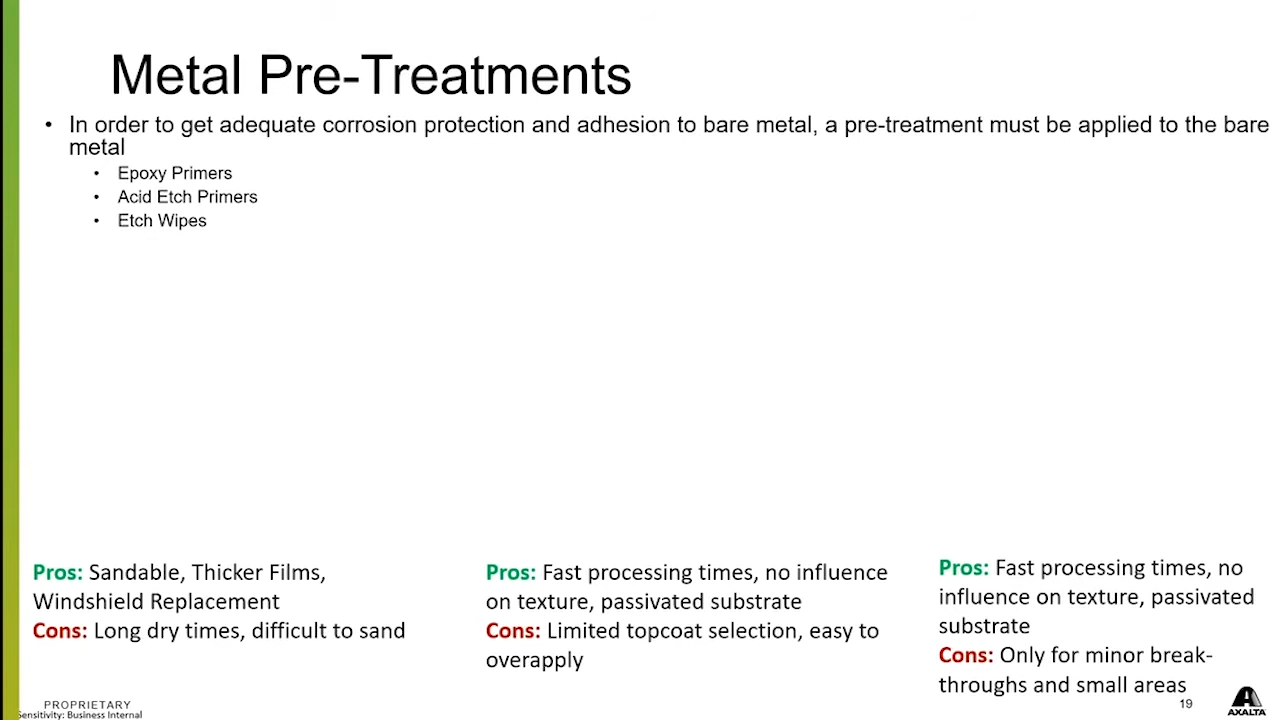 Metal Pre-Treatments
• In order to get adequate corrosion protection and adhesion to bare metal, a pre-treatment must be applied to the bare
metal
• Epoxy Primers
• Acid Etch Primers
• Etch Wipes
Pros: Sandable, Thicker Films,
Windshield Replacement
Cons: Long dry times, difficult to sand
Pros: Fast processing times, no influence
on texture, passivated substrate
Cons: Limited topcoat selection, easy to
overapply
Pros: Fast processing times, no
influence on texture, passivated
substrate
Cons: Only for minor break-
throughs and small areas
PROPRIETARY
Sensitivity: Business Internal
19
AXALTA